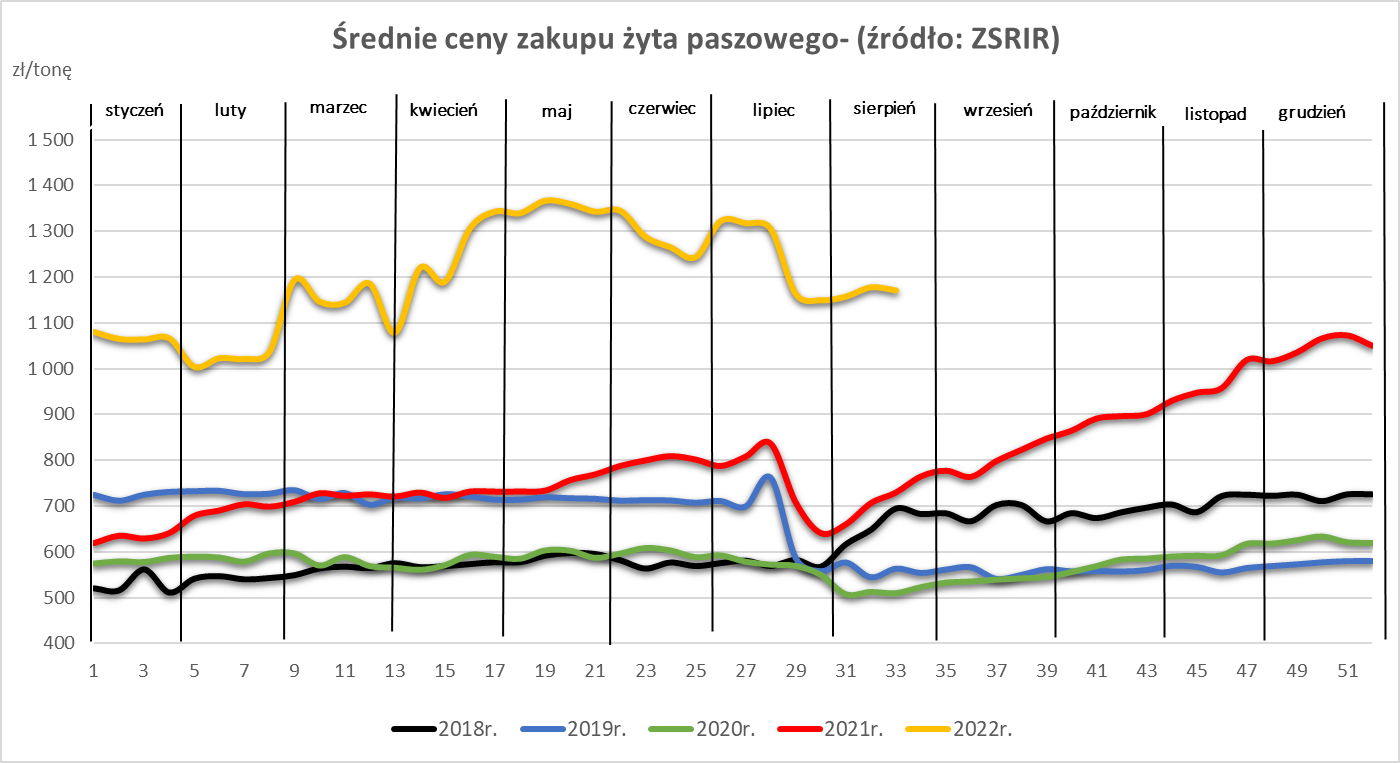 Średnie ceny zakupu żyta paszowego- (źródło: ZSRIR)
zł/tonę
styczeń luty marzec kwiecień maj czerwiec lipiec sierpień wrzesień październik listopad grudzień
1 500
1 400
1 300
1 200
1 100
1 000
900
800
700
600
500
400
1 3 5 7 9 11 13 15 17 19 21 23 25 27 29 31 33 35 37 39 41 43 45 47 49 51
2018r. 2019r. 2020r. 2021r. 2022r.